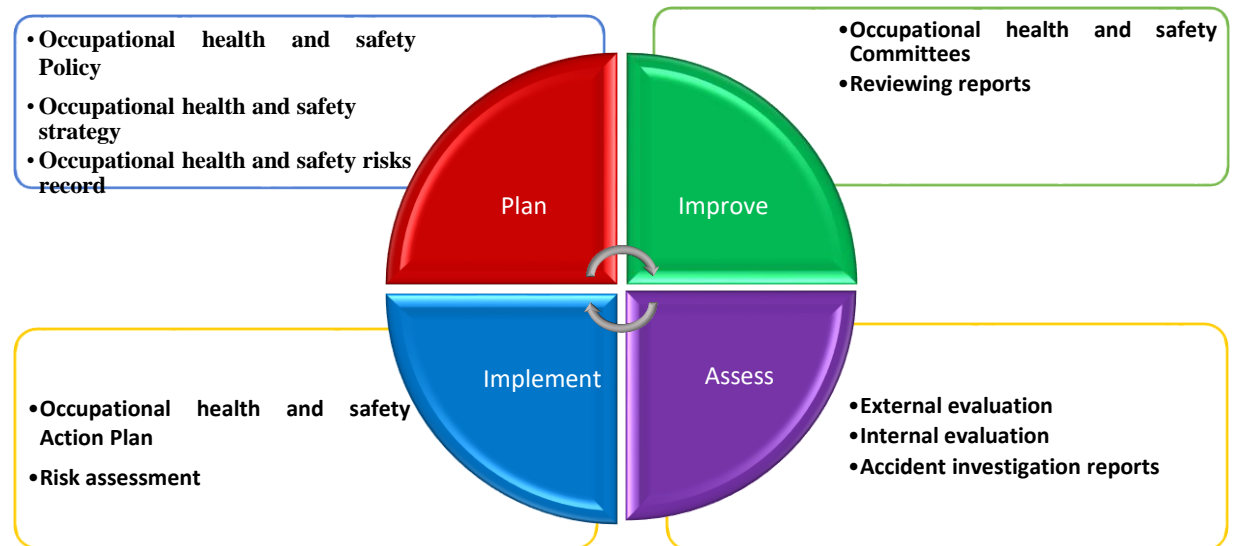 • Occupational health and safety
Policy
• Occupational health and safety
strategy
• Occupational health and safety risks
record
•Occupational health and safety
Committees
•Reviewing reports
Plan
Improve
Implement
Assess
•Occupational health and safety
Action Plan
•Risk assessment
•External evaluation
•Internal evaluation
•Accident investigation reports